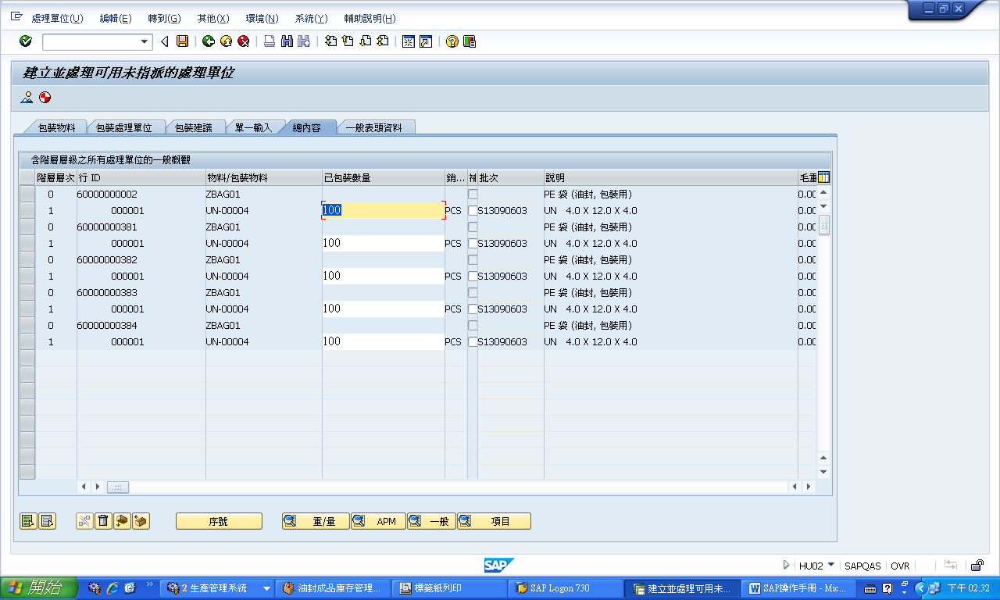 處理單位(U) 編輯(E) 轉到(G) 其他(X) 環境(N) 系統(Y) 輔助說明(H)
建立並處理可用未指派的處理單位
包裝物料 包裝處理單位 包裝建議 單一輸入 總內容 一般表頭資料
含階層層級之所有處理單位的一般概觀
階層層次 行 ID 物料/包裝物料 已包裝數量 銷... 批次 說明 毛重
0 60000000002 ZBAG01 PE 袋 (油封, 包裝用) 0.00
1 000001 UN-00004 100 PCS S13090603 UN 4.0 X 12.0 X 4.0 0.00
0 60000000381 ZBAG01 PE 袋 (油封, 包裝用) 0.00
1 000001 UN-00004 100 PCS S13090603 UN 4.0 X 12.0 X 4.0 0.00
0 60000000382 ZBAG01 PE 袋 (油封, 包裝用) 0.00
1 000001 UN-00004 100 PCS S13090603 UN 4.0 X 12.0 X 4.0 0.00
0 60000000383 ZBAG01 PE 袋 (油封, 包裝用) 0.00
1 000001 UN-00004 100 PCS S13090603 UN 4.0 X 12.0 X 4.0 0.00
0 60000000384 ZBAG01 PE 袋 (油封, 包裝用) 0.00
1 000001 UN-00004 100 PCS S13090603 UN 4.0 X 12.0 X 4.0 0.00
序號 重/量 APM 一般 項目
SAP HU02 SAPQAS OVR
開始 2 生產管理系統 油封成品庫存管理... 標籤紙列印 SAP Logon 730 建立並處理可用未... SAP操作手冊 - Mic... 下午 02:32